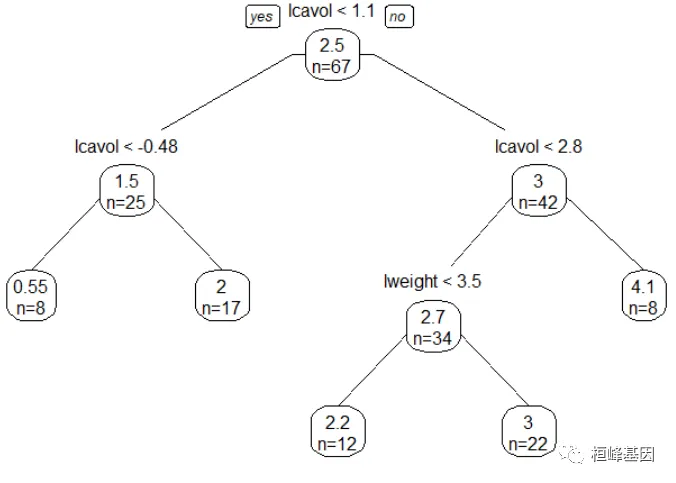 yes lcavol < 1.1 no
2.5
n=67
lcavol < -0.48
lcavol < 2.8
1.5
n=25
3
n=42
0.55
n=8
2
n=17
lweight < 3.5
4.1
n=8
2.7
n=34
2.2
n=12
3
n=22
桓峰基因